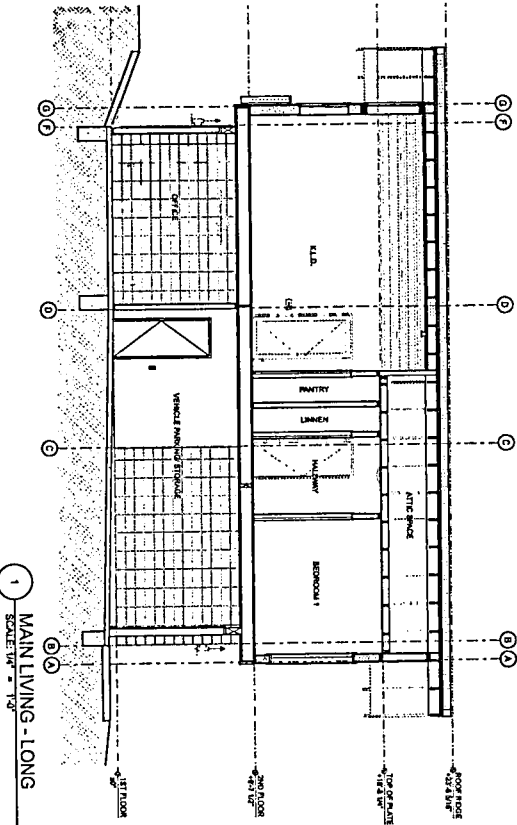 G
F
D
C
B
A
OFFICE
VEHICLE PARKING STORAGE
K.L.D.
PANTRY
LINNEN
HALLWAY
BEDROOM 1
ATTIC SPACE
G
F
D
C
B
A
ROOF RIDGE
TOP OF PLATE
2ND FLOOR
1ST FLOOR
1
MAIN LIVING - LONG
SCALE: 1/4" = 1'-0"